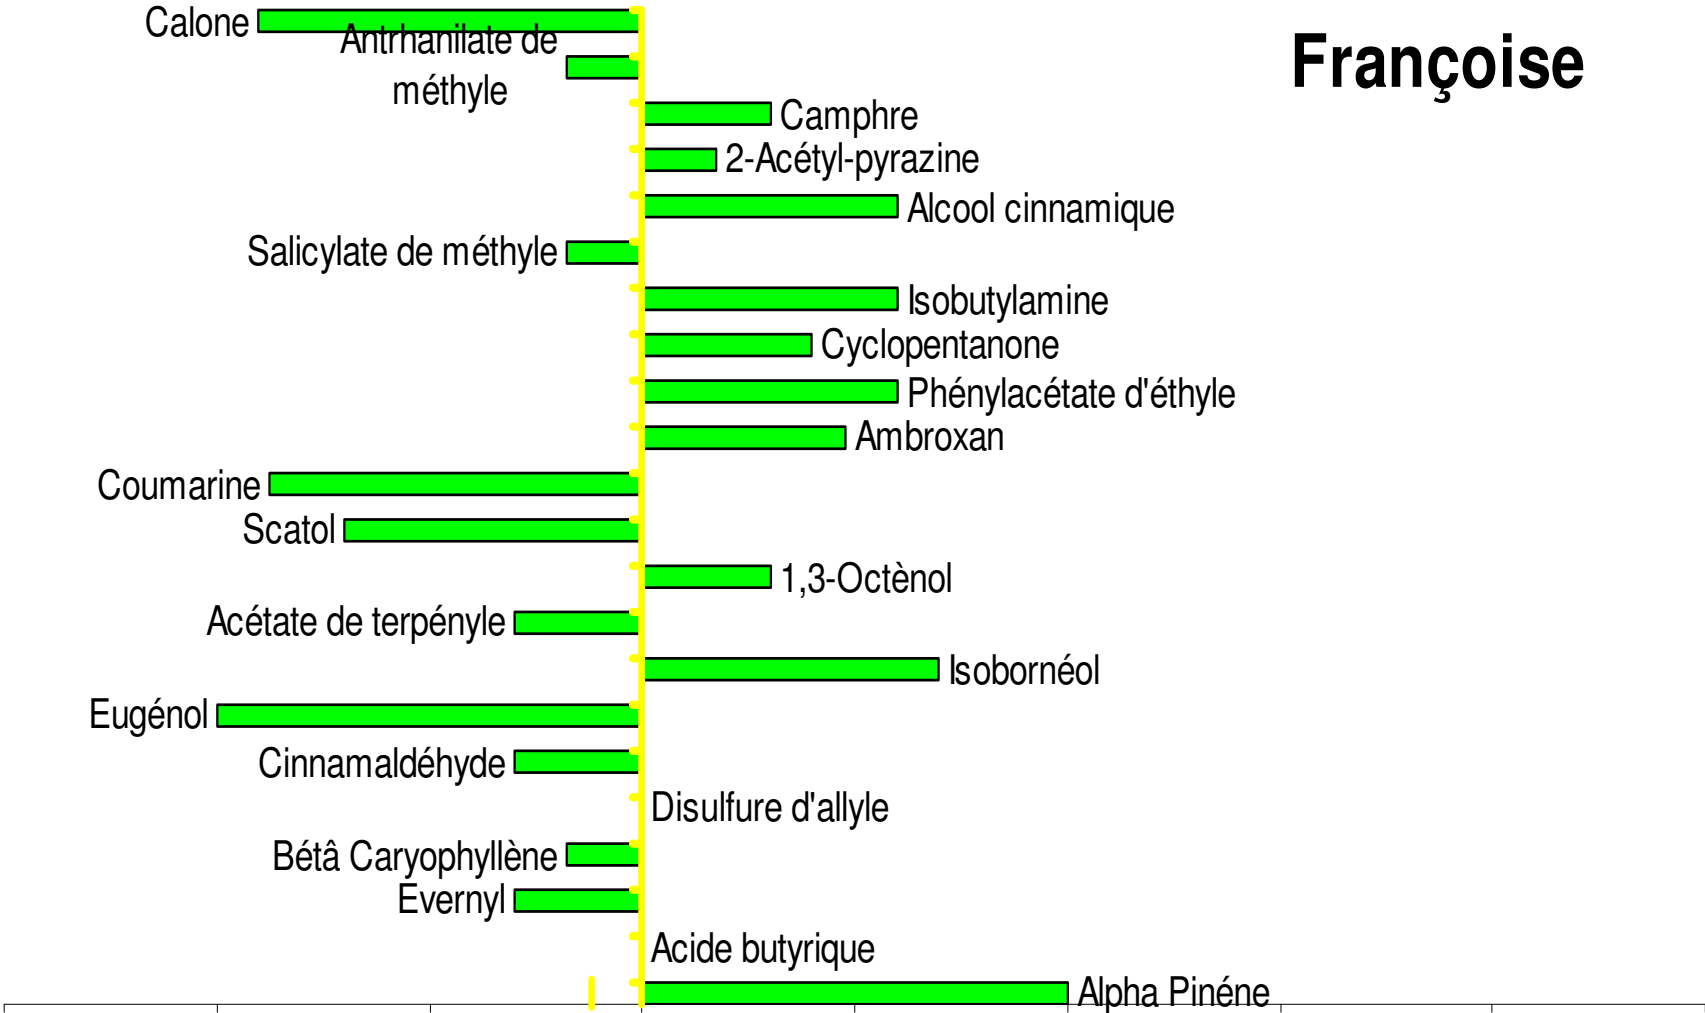 Calone
Françoise
Antrhanilate de
méthyle
Camphre
2-Acétyl-pyrazine
Alcool cinnamique
Salicylate de méthyle
Isobutylamine
Cyclopentanone
Phénylacétate d'éthyle
Ambroxan
Coumarine
Scatol
1,3-Octènol
Acétate de terpényle
Isobornéol
Eugénol
Cinnamaldéhyde
Disulfure d'allyle
Bétâ Caryophyllène
Evernyl
Acide butyrique
Alpha Pinéne